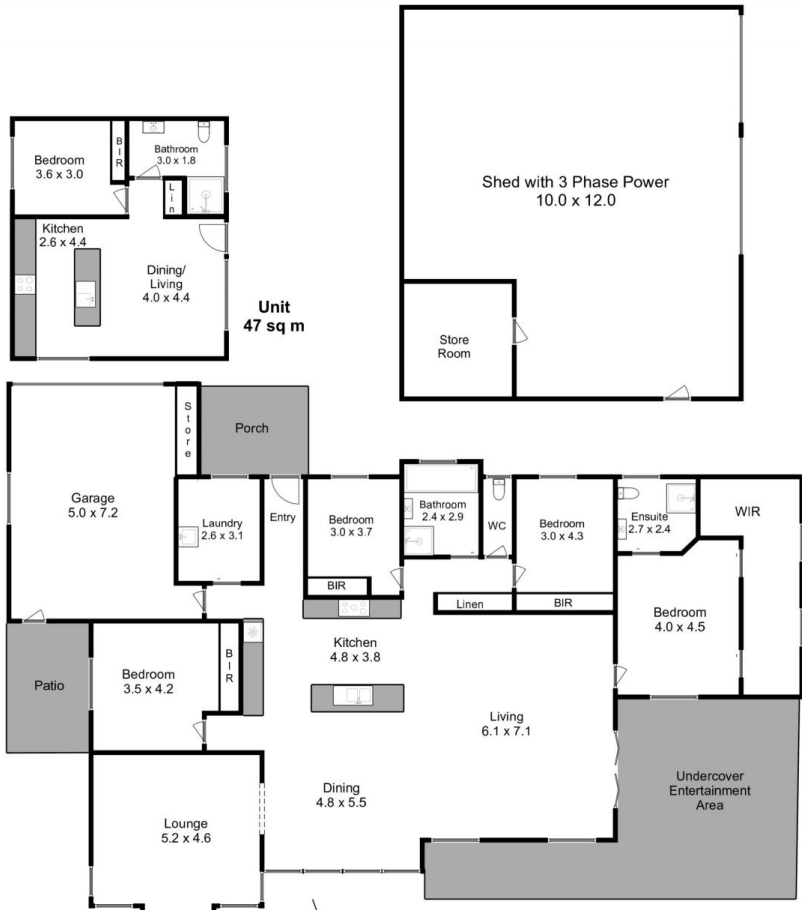 Bedroom
3.6 x 3.0
BIR
Bathroom
3.0 x 1.8
Lin
Kitchen
2.6 x 4.4
Dining/
Living
4.0 x 4.4
Unit
47 sq m
Shed with 3 Phase Power
10.0 x 12.0
Store
Room
Garage
5.0 x 7.2
Store
Porch
Laundry
2.6 x 3.1
Entry
Bedroom
3.0 x 3.7
BIR
Bathroom
2.4 x 2.9
WC
Bedroom
3.0 x 4.3
BIR
Linen
Ensuite
2.7 x 2.4
WIR
Bedroom
4.0 x 4.5
Patio
Bedroom
3.5 x 4.2
BIR
Kitchen
4.8 x 3.8
Living
6.1 x 7.1
Dining
4.8 x 5.5
Lounge
5.2 x 4.6
Undercover
Entertainment
Area